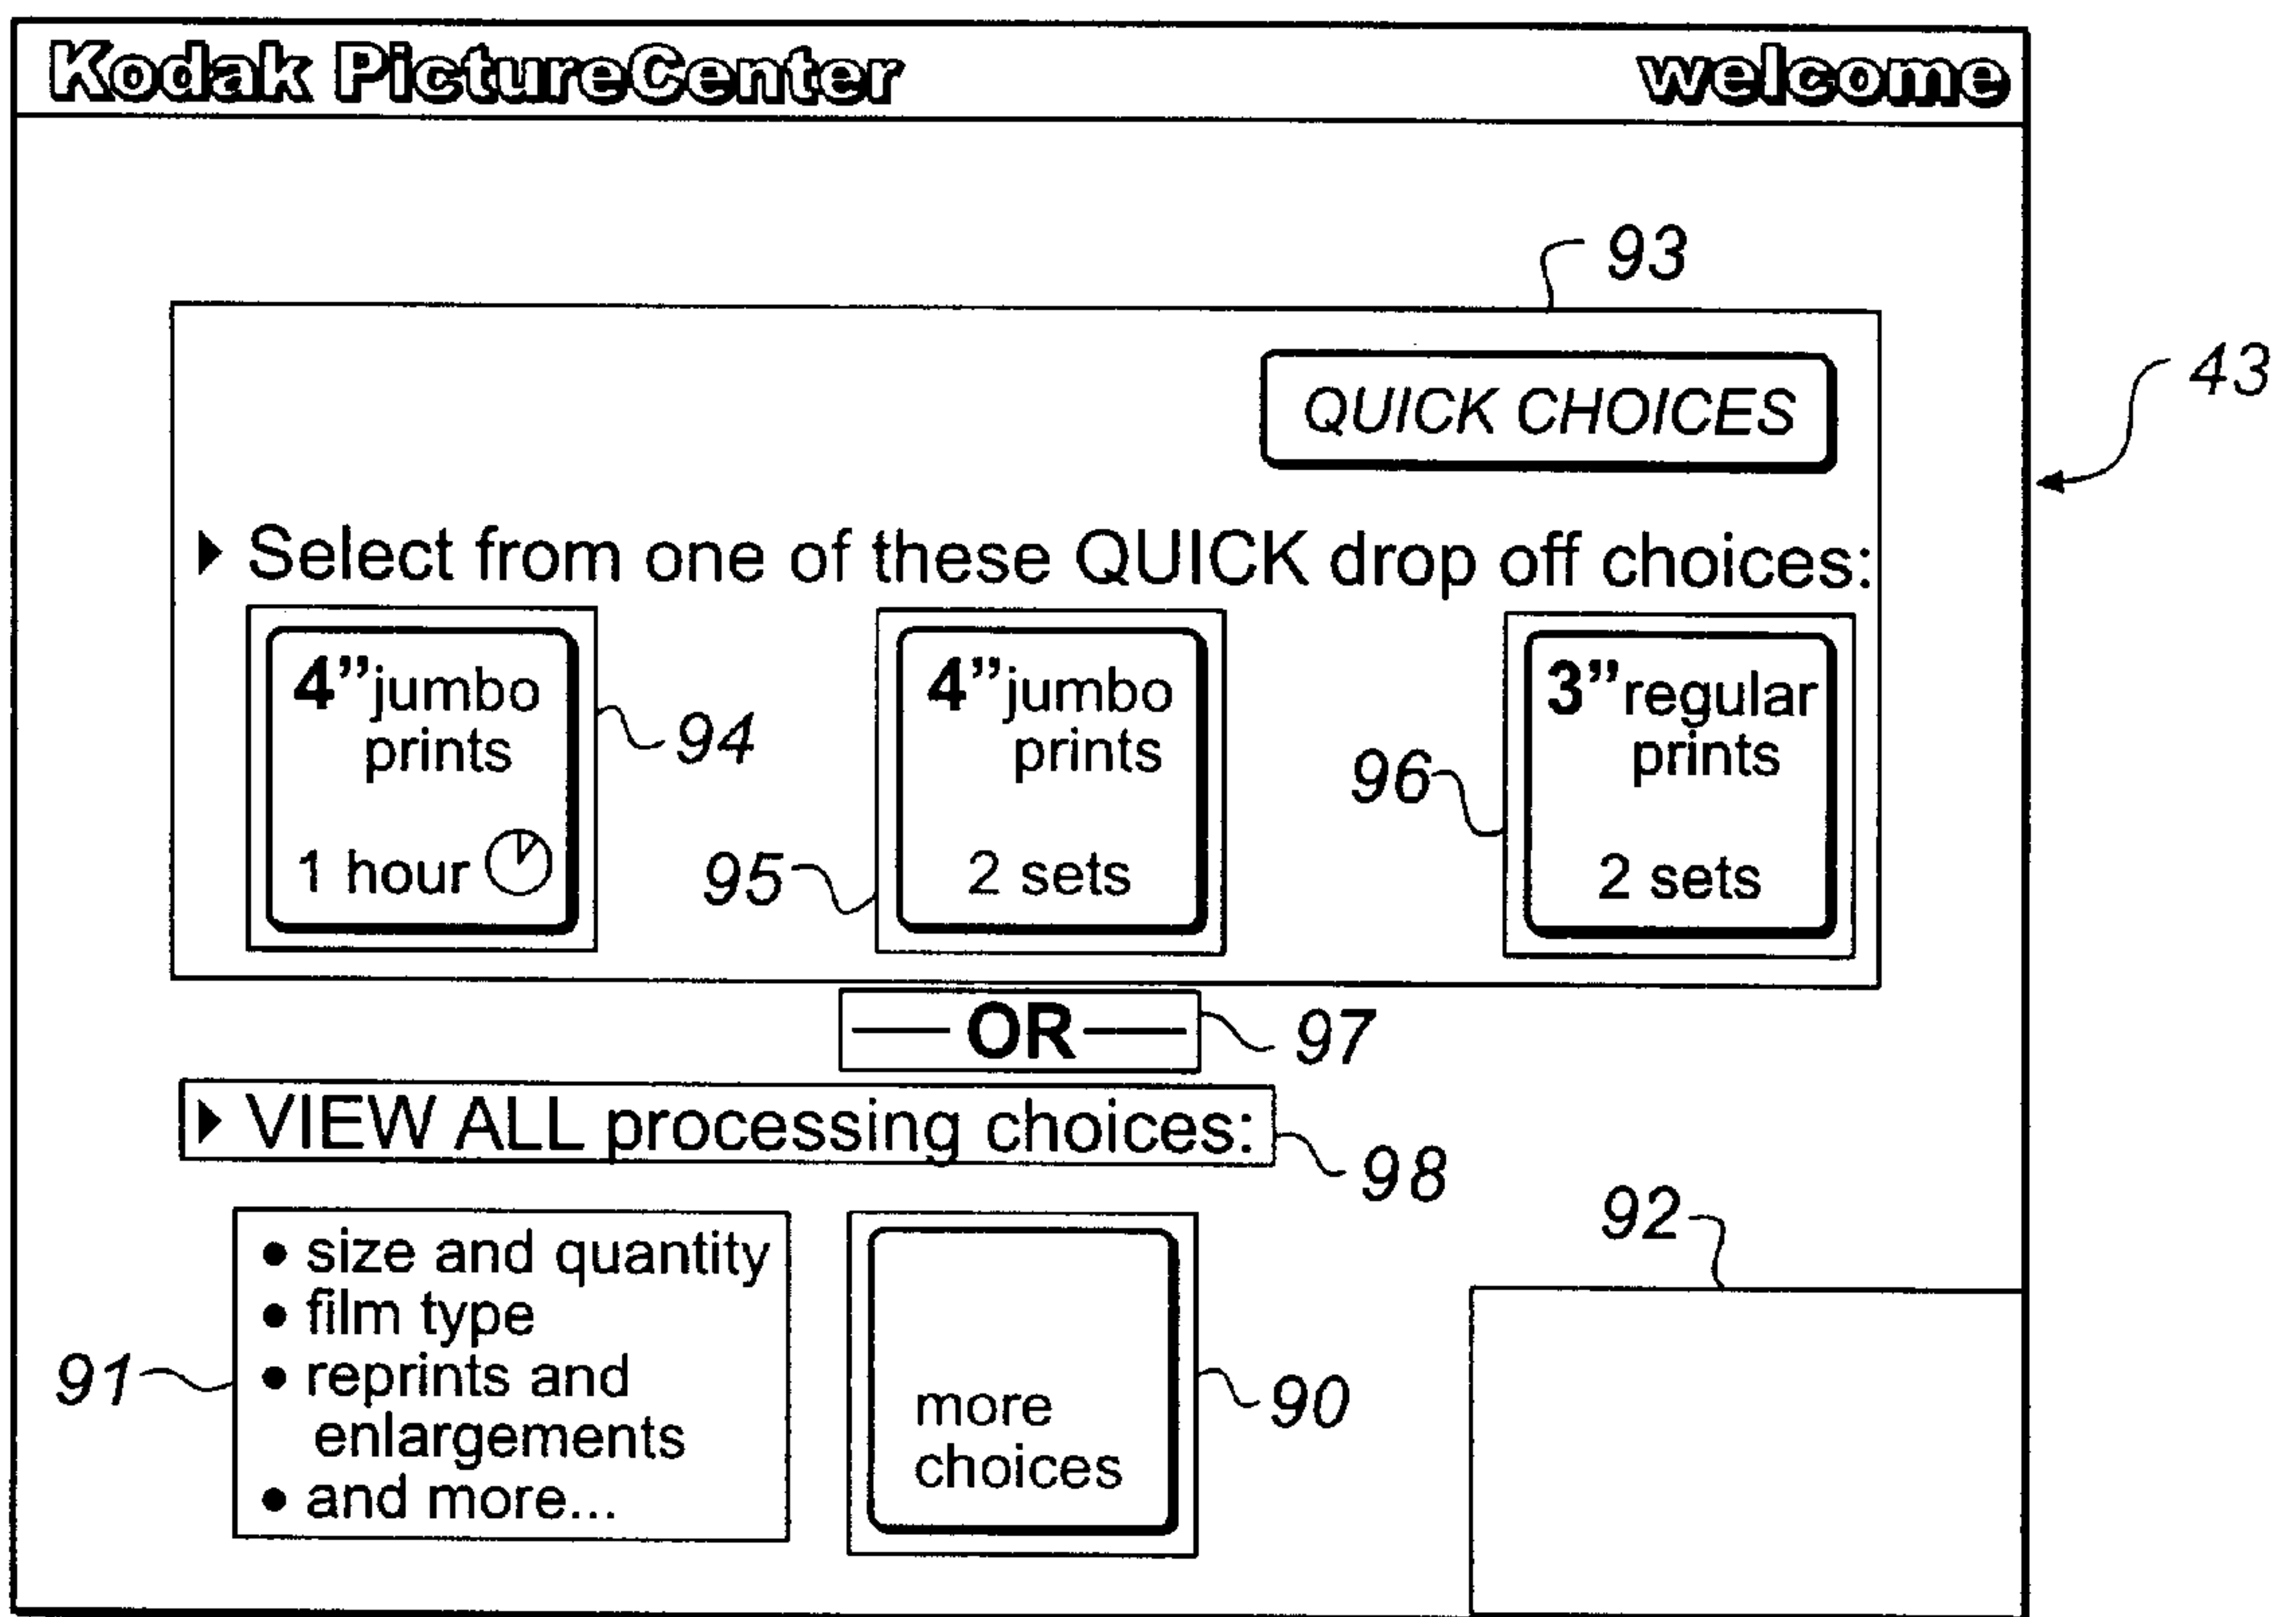 Kodak PictureCenter welcome
93
43
QUICK CHOICES
▶ Select from one of these QUICK drop off choices:
4” jumbo
prints
1 hour
94
4” jumbo
prints
2 sets
95
3” regular
prints
2 sets
96
OR
97
▶ VIEW ALL processing choices:
98
• size and quantity
• film type
• reprints and
enlargements
• and more...
91
more
choices
90
92